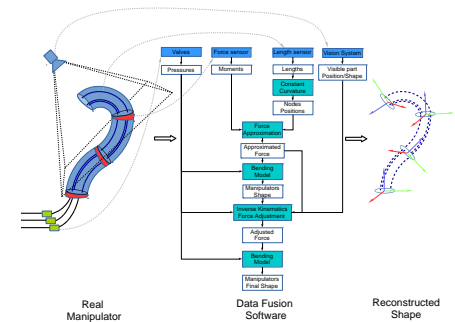 Valves
Force sensor
Length sensor
Vision System
Pressures
Moments
Lengths
Visible part
Position/Shape
Constant
Curvature
Nodes
Positions
Force
Approximation
Approximated
Force
Bending
Model
Manipulators
Shape
Inverse Kinematics
Force Adjustment
Adjusted
Force
Bending
Model
Manipulators
Final Shape
Real
Manipulator
Data Fusion
Software
Reconstructed
Shape